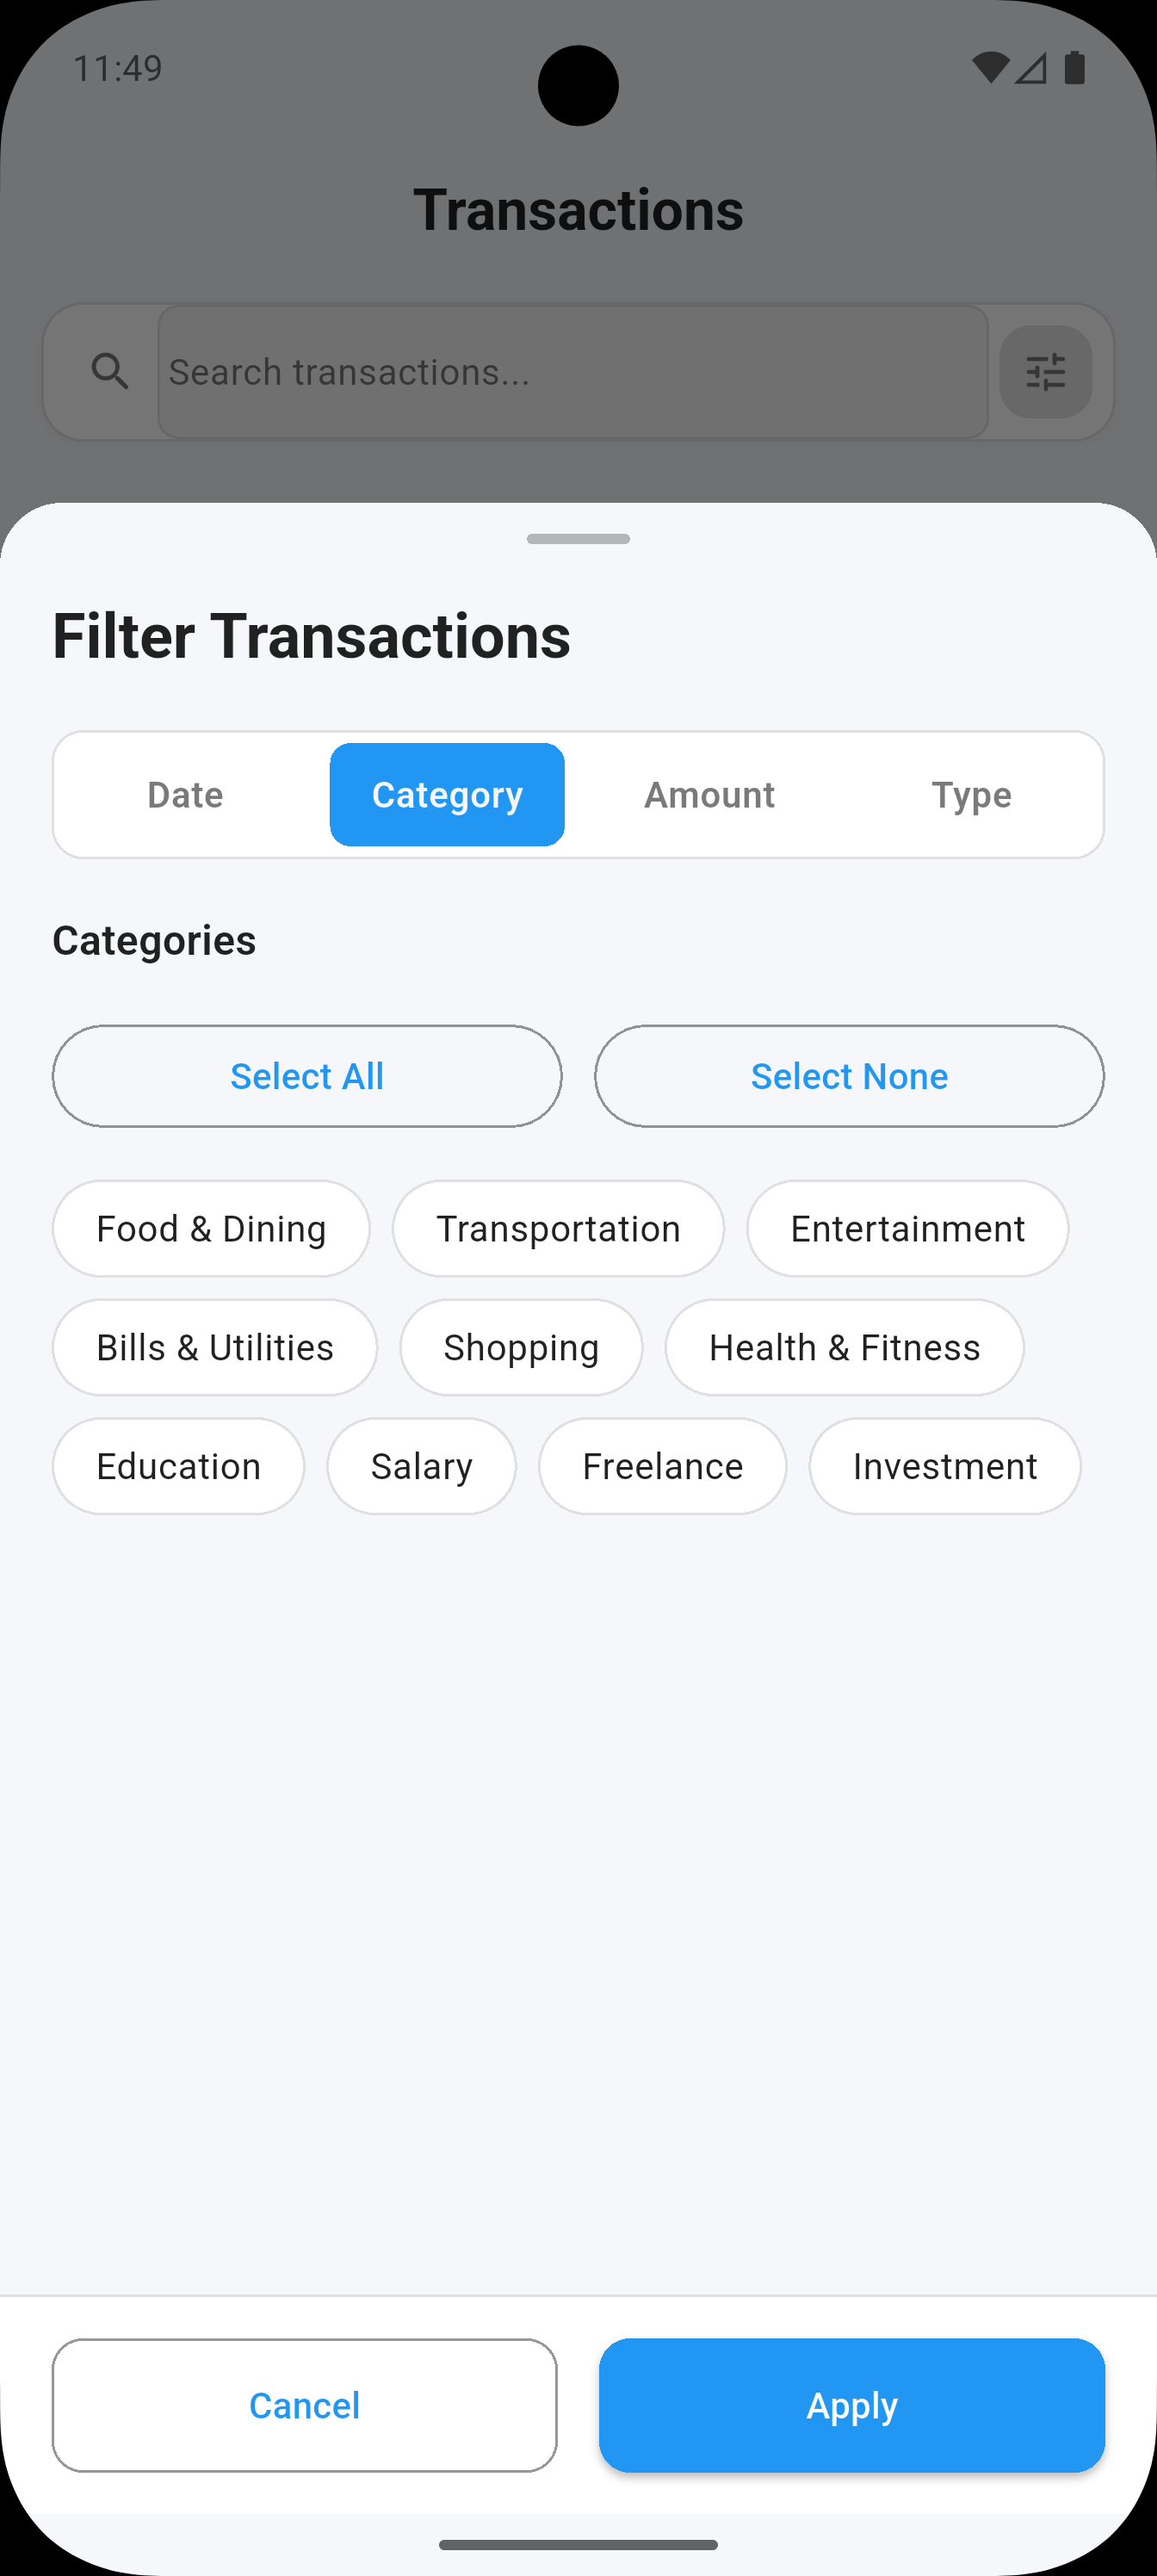 11:49
Transactions
Search transactions...
Filter Transactions
Date Category Amount Type
Categories
Select All Select None
Food & Dining Transportation Entertainment
Bills & Utilities Shopping Health & Fitness
Education Salary Freelance Investment
Cancel Apply